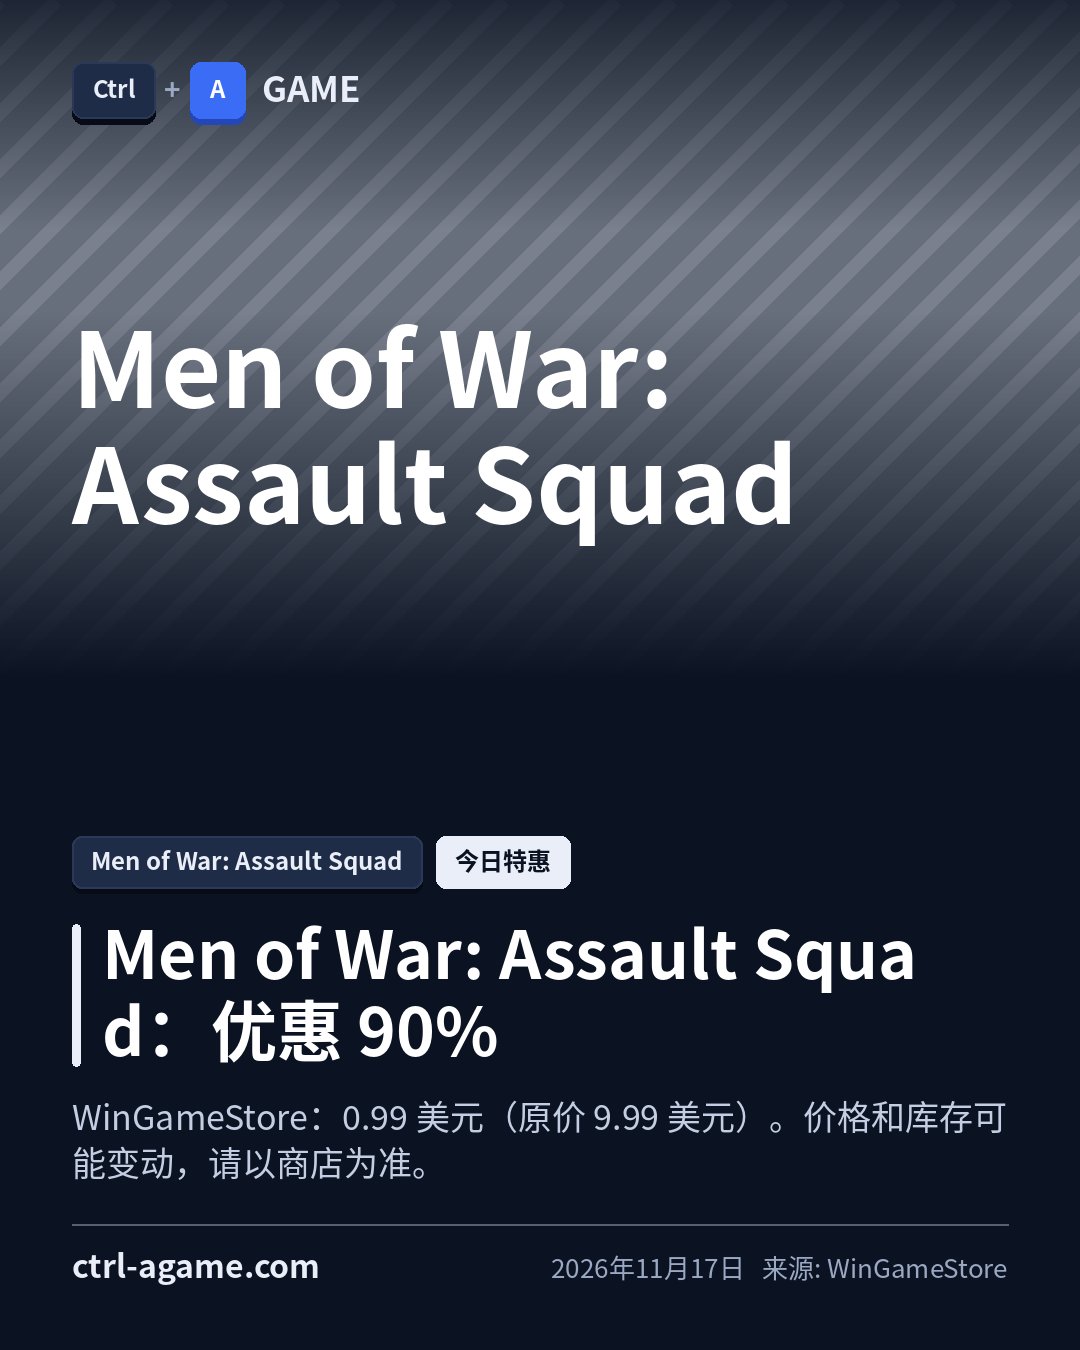 Ctrl + A GAME
Men of War:
Assault Squad
Men of War: Assault Squad 今日特惠
Men of War: Assault Squa
d：优惠 90%
WinGameStore：0.99 美元（原价 9.99 美元）。价格和库存可
能变动，请以商店为准。
ctrl-agame.com 2026年11月17日 来源: WinGameStore